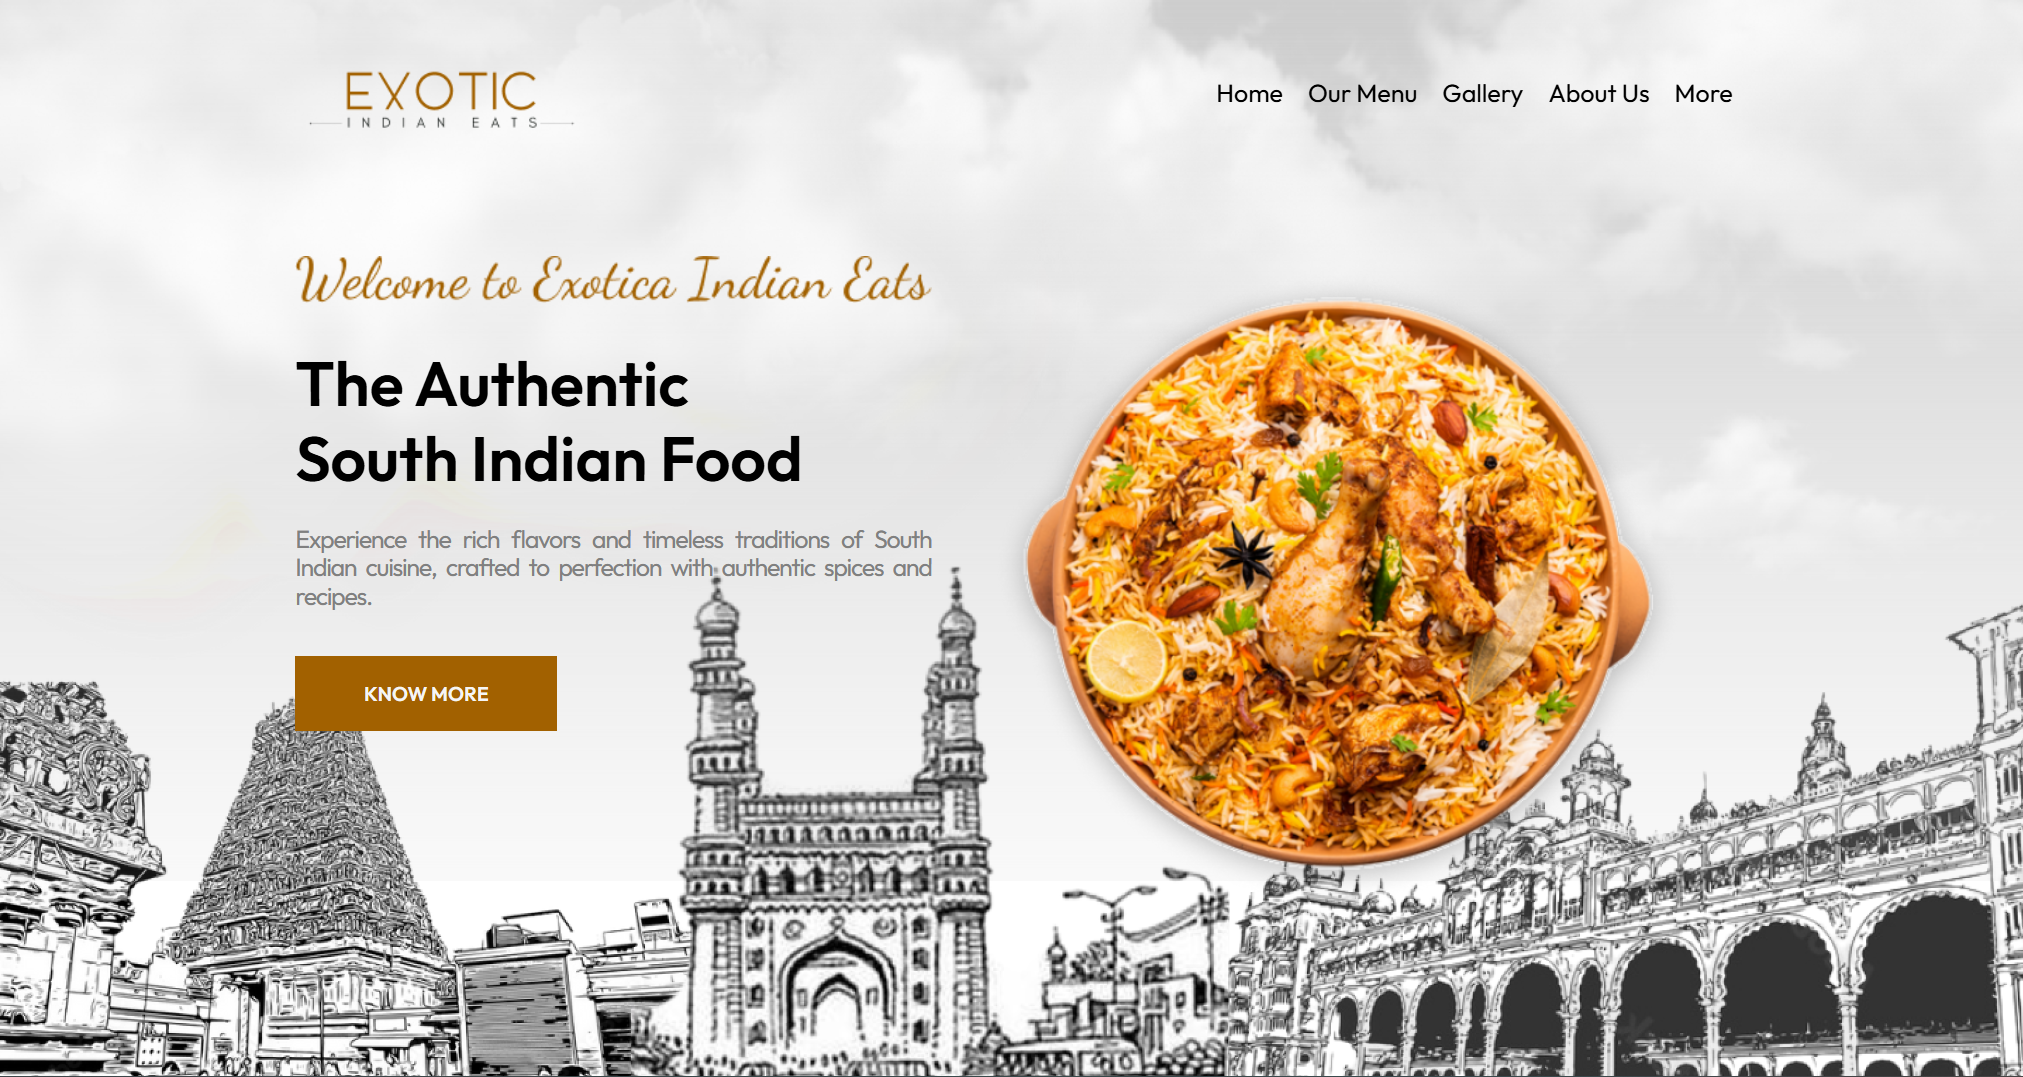 EXOTIC
INDIAN EATS
Home Our Menu Gallery About Us More
Welcome to Exotica Indian Eats
The Authentic
South Indian Food
Experience the rich flavors and timeless traditions of South
Indian cuisine, crafted to perfection with authentic spices and
recipes.
KNOW MORE